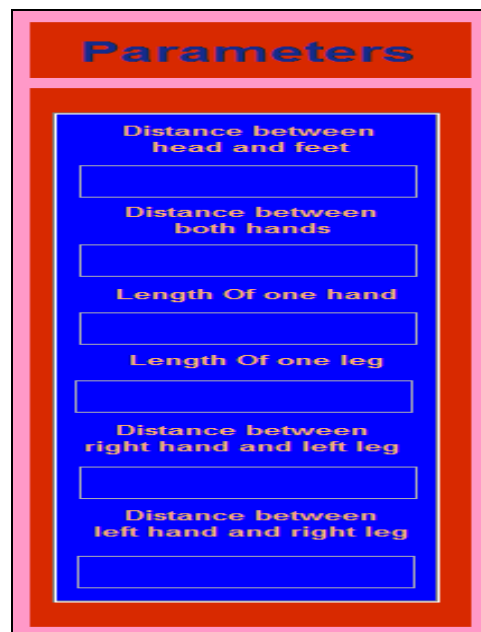 Parameters
Distance between
head and feet
Distance between
both hands
Length Of one hand
Length Of one leg
Distance between
right hand and left leg
Distance between
left hand and right leg